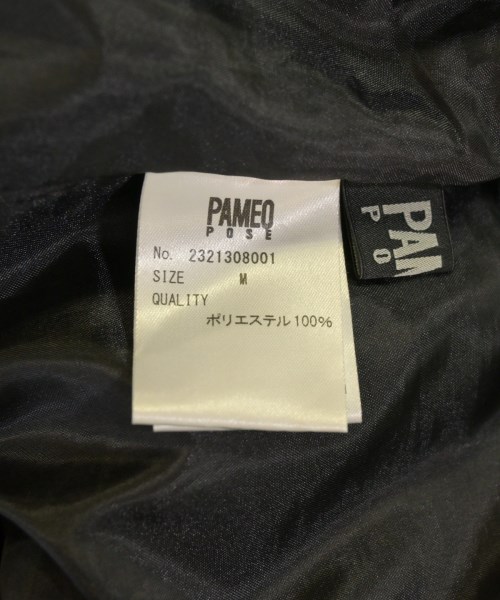 PAMEO
POSE
No. 2321308001
SIZE M
QUALITY
ポリエステル100%
PAM
PO